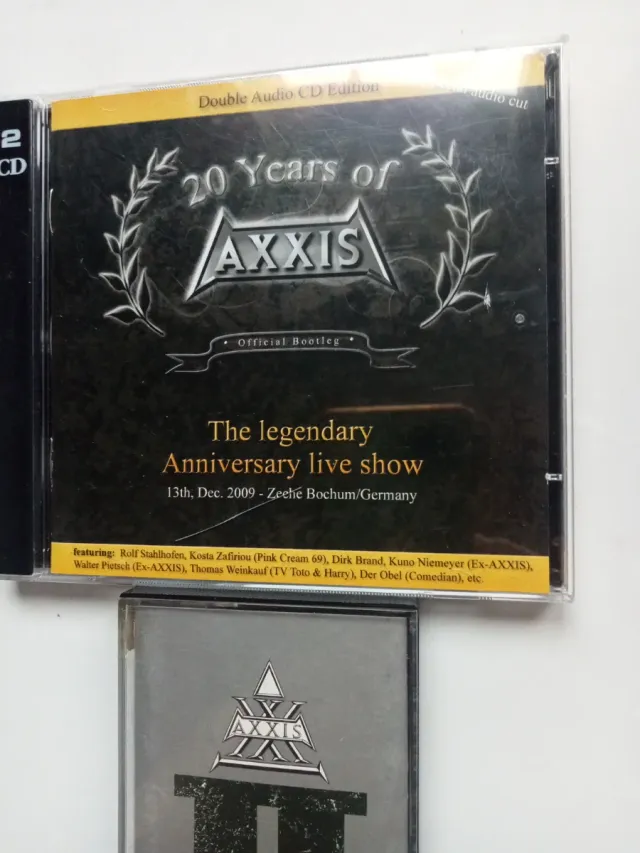 Double Audio CD Edition
audio cut
2
CD
20 Years of
AXXIS
• Official Bootleg •
The legendary
Anniversary live show
13th, Dec. 2009 - Zeche Bochum/Germany
featuring: Rolf Stahlhofen, Kosta Zafiriou (Pink Cream 69), Dirk Brand, Kuno Niemeyer (Ex-AXXIS),
Walter Pietsch (Ex-AXXIS), Thomas Weinkauf (TV Toto & Harry), Der Obel (Comedian), etc.
AXXIS
II